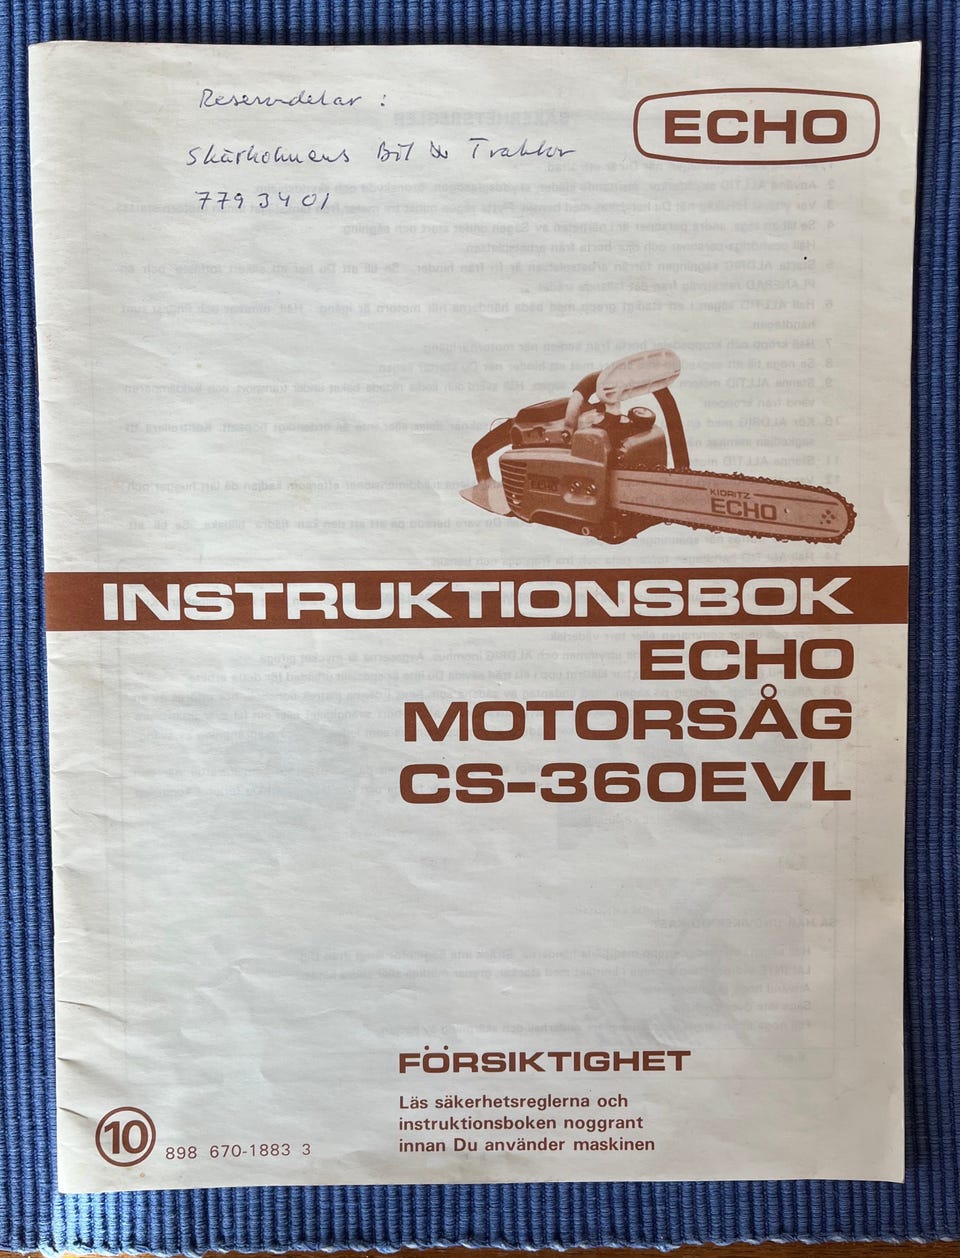 Reservdelar :
Skärholmens Bil & Traktor
7793401
ECHO
ECHO
KIORITZ
ECHO
INSTRUKTIONSBOK
ECHO
MOTORSÅG
CS-360EVL
FÖRSIKTIGHET
Läs säkerhetsreglerna och
instruktionsboken noggrant
innan Du använder maskinen
10 898 670-1883 3